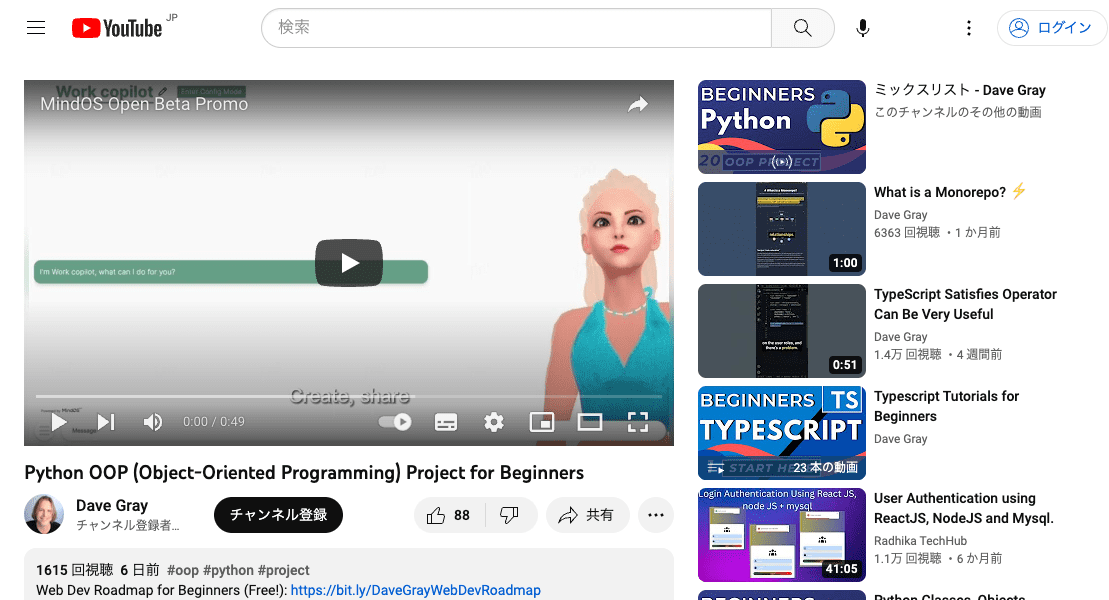 YouTube JP
検索
ログイン
Work copilot
Enter Config Mode
MindOS Open Beta Promo
I'm Work copilot, what can I do for you?
Create, share
Powered by MindOS
Message
0:00 / 0:49
Python OOP (Object-Oriented Programming) Project for Beginners
Dave Gray
チャンネル登録者...
チャンネル登録
88
共有
1615 回視聴 6 日前 #oop #python #project
Web Dev Roadmap for Beginners (Free!): https://bit.ly/DaveGrayWebDevRoadmap
BEGINNERS
Python
20 OOP PROJECT
ミックスリスト - Dave Gray
このチャンネルのその他の動画
relationships
1:00
What is a Monorepo? ⚡
Dave Gray
6363 回視聴 ・1 か月前
on the user roles, and
there's a problem.
0:51
TypeScript Satisfies Operator
Can Be Very Useful
Dave Gray
1.4万 回視聴 ・4 週間前
BEGINNERS TS
TYPESCRIPT
START HE
23 本の動画
Typescript Tutorials for
Beginners
Dave Gray
Login Authentication Using React JS,
node JS + mysql
41:05
User Authentication using
ReactJS, NodeJS and Mysql.
Radhika TechHub
1.1万 回視聴 ・6 か月前
BEGINNERS
Python Classes, Objects,